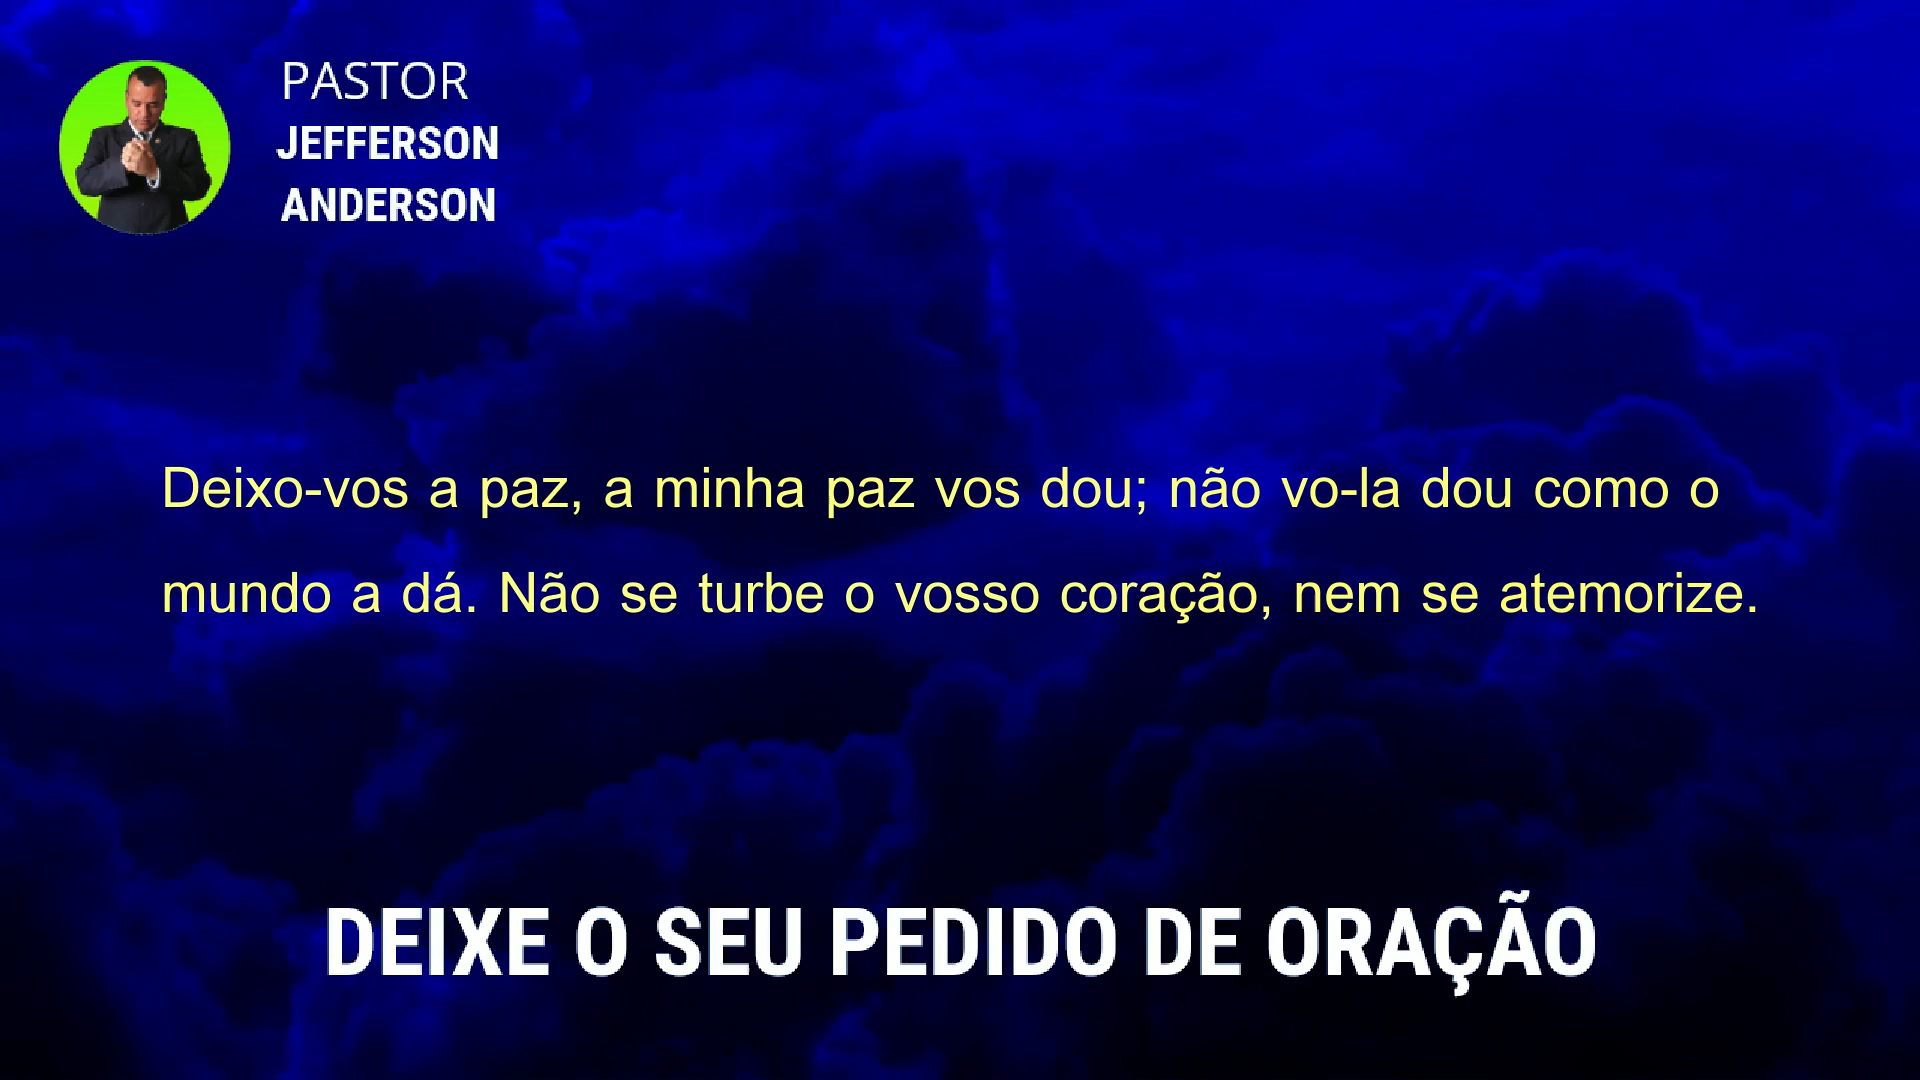 PASTOR
JEFFERSON
ANDERSON
Deixo-vos a paz, a minha paz vos dou; não vo-la dou como o
mundo a dá. Não se turbe o vosso coração, nem se atemorize.
DEIXE O SEU PEDIDO DE ORAÇÃO